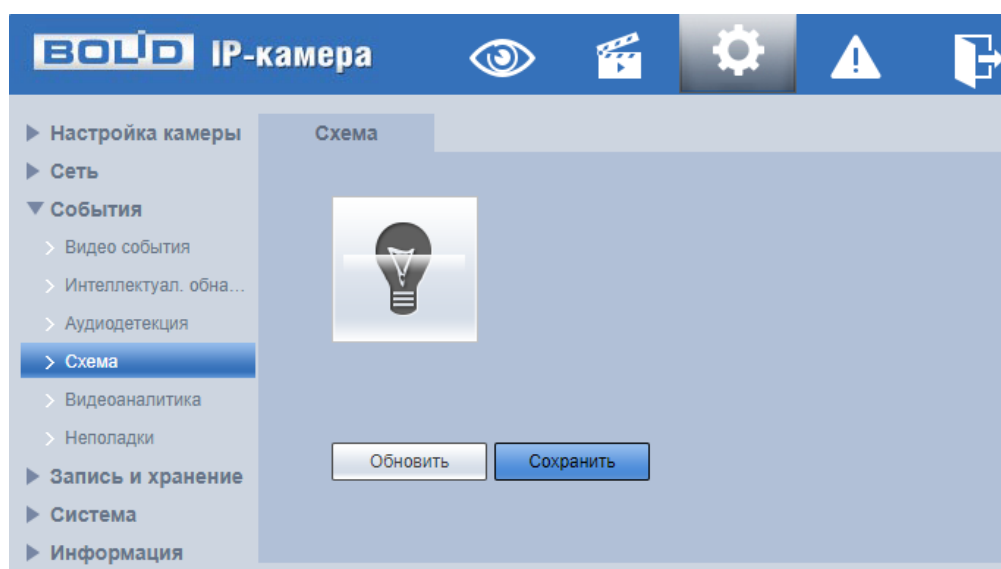 BOLID IP-камера
Настройка камеры
Сеть
События
Видео события
Интеллектуал. обна...
Аудиодетекция
Схема
Видеоаналитика
Неполадки
Запись и хранение
Система
Информация
Схема
Обновить Сохранить